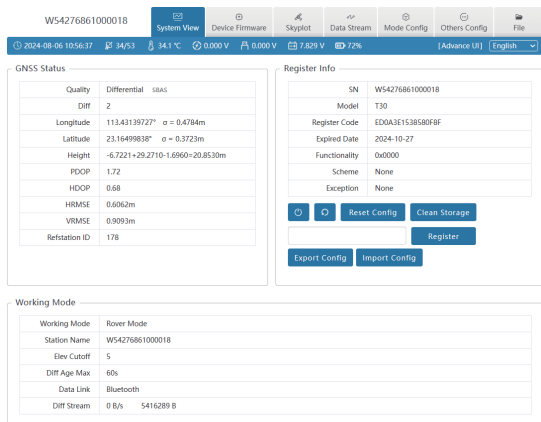 W54276861000018
System View
Device Firmware
Skyplot
Data Stream
Mode Config
Others Config
File
2024-08-06 10:56:37 34/53 34.1 °C 0.000 V 0.000 V 7.829 V 72% [Advance UI] English
GNSS Status
Quality Differential SBAS
Diff 2
Longitude 113.43139727° σ = 0.4784m
Latitude 23.16499838° σ = 0.3723m
Height -6.7221+29.2710-1.6960=20.8530m
PDOP 1.72
HDOP 0.68
HRMSE 0.6062m
VRMSE 0.9093m
Refstation ID 178
Register Info
SN W54276861000018
Model T30
Register Code ED0A3E1538580F8F
Expired Date 2024-10-27
Functionality 0x0000
Scheme None
Exception None
Reset Config Clean Storage
Register
Export Config Import Config
Working Mode
Working Mode Rover Mode
Station Name W54276861000018
Elev Cutoff 5
Diff Age Max 60s
Data Link Bluetooth
Diff Stream 0 B/s 5416289 B